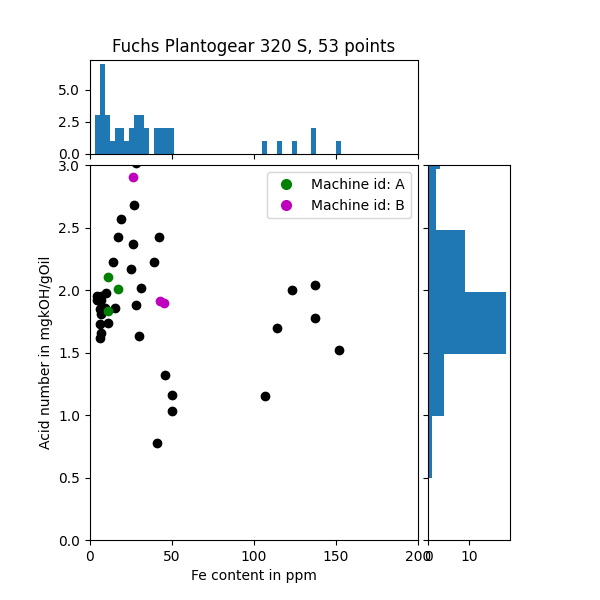 Fuchs Plantogear 320 S, 53 points
5.0
2.5
0.0
3.0
2.5
2.0
1.5
1.0
0.5
0.0
Acid number in mgkOH/gOil
Machine id: A
Machine id: B
0 50 100 150 200
0 10
Fe content in ppm